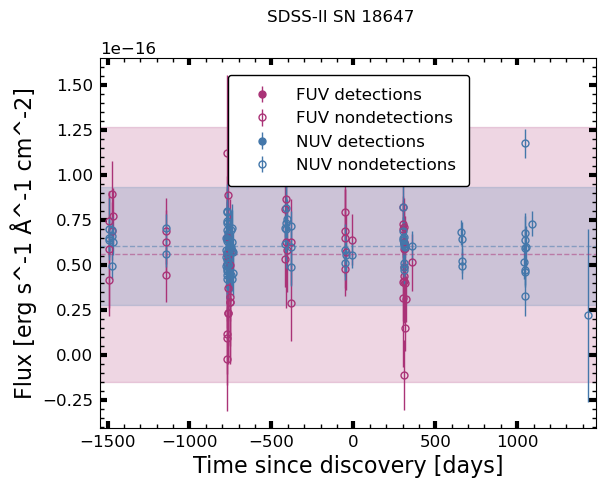 SDSS-II SN 18647
1e−16
Flux [erg s^-1 Å^-1 cm^-2]
1.50
1.25
1.00
0.75
0.50
0.25
0.00
−0.25
FUV detections
FUV nondetections
NUV detections
NUV nondetections
−1500 −1000 −500 0 500 1000
Time since discovery [days]